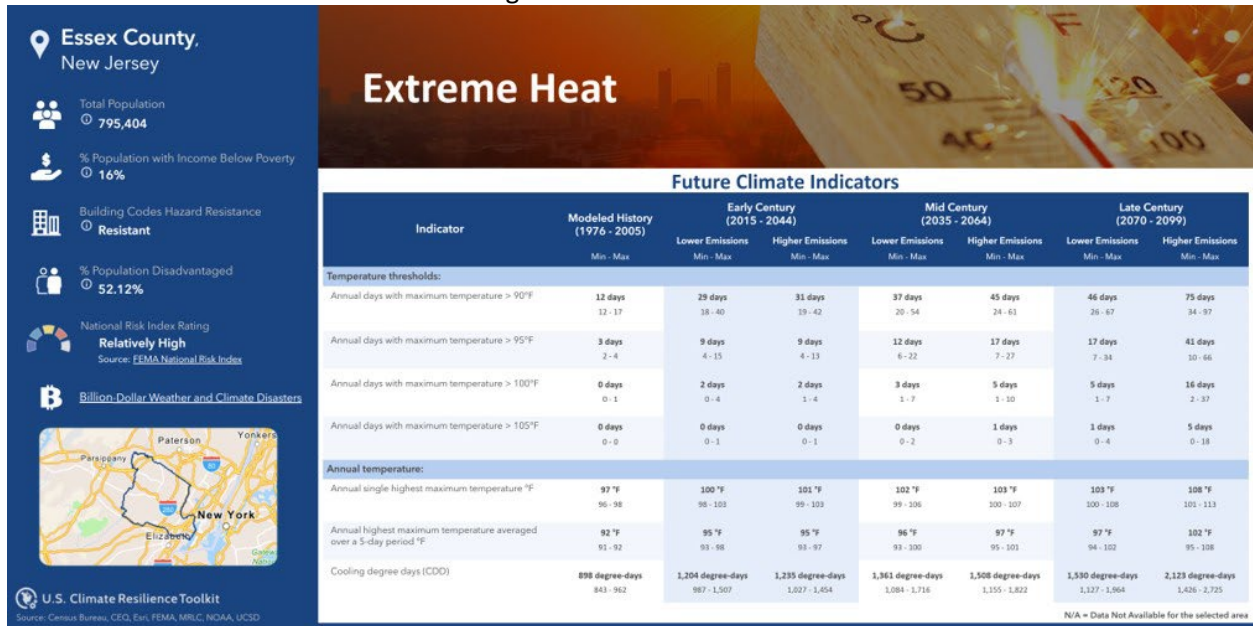 Essex County,
New Jersey
Total Population
795,404
% Population with Income Below Poverty
16%
Building Codes Hazard Resistance
Resistant
% Population Disadvantaged
52.12%
National Risk Index Rating
Relatively High
Source: FEMA National Risk Index
Billion-Dollar Weather and Climate Disasters
Paterson
Yonkers
Parsippany
80
280
New York
Elizabeth
U.S. Climate Resilience Toolkit
Source: Census Bureau, CEQ, Esri, FEMA, MRLC, NOAA, UCSD
Extreme Heat
°C F
50 120
40 100
Future Climate Indicators
Indicator Modeled History (1976 - 2005) Early Century (2015 - 2044) Mid Century (2035 - 2064) Late Century (2070 - 2099)
Lower Emissions Higher Emissions Lower Emissions Higher Emissions Lower Emissions Higher Emissions
Min - Max Min - Max Min - Max Min - Max Min - Max Min - Max Min - Max
Temperature thresholds:
Annual days with maximum temperature > 90°F 12 days 29 days 31 days 37 days 45 days 46 days 75 days
12 - 17 18 - 40 19 - 42 20 - 54 24 - 61 26 - 67 34 - 97
Annual days with maximum temperature > 95°F 3 days 9 days 9 days 12 days 17 days 17 days 41 days
2 - 4 4 - 15 4 - 13 6 - 22 7 - 27 7 - 34 10 - 66
Annual days with maximum temperature > 100°F 0 days 2 days 2 days 3 days 5 days 5 days 16 days
0 - 1 0 - 4 1 - 4 1 - 7 1 - 10 1 - 7 2 - 37
Annual days with maximum temperature > 105°F 0 days 0 days 0 days 0 days 1 days 1 days 5 days
0 - 0 0 - 1 0 - 1 0 - 2 0 - 3 0 - 4 0 - 18
Annual temperature:
Annual single highest maximum temperature °F 97 °F 100 °F 101 °F 102 °F 103 °F 103 °F 108 °F
96 - 98 98 - 103 99 - 103 99 - 106 100 - 107 100 - 108 101 - 113
Annual highest maximum temperature averaged over a 5-day period °F 92 °F 95 °F 95 °F 96 °F 97 °F 97 °F 102 °F
91 - 92 93 - 98 93 - 97 93 - 100 95 - 101 94 - 102 95 - 108
Cooling degree days (CDD) 898 degree-days 1,204 degree-days 1,235 degree-days 1,361 degree-days 1,508 degree-days 1,530 degree-days 2,123 degree-days
843 - 962 987 - 1,507 1,027 - 1,454 1,084 - 1,716 1,155 - 1,822 1,127 - 1,964 1,426 - 2,725
N/A = Data Not Available for the selected area